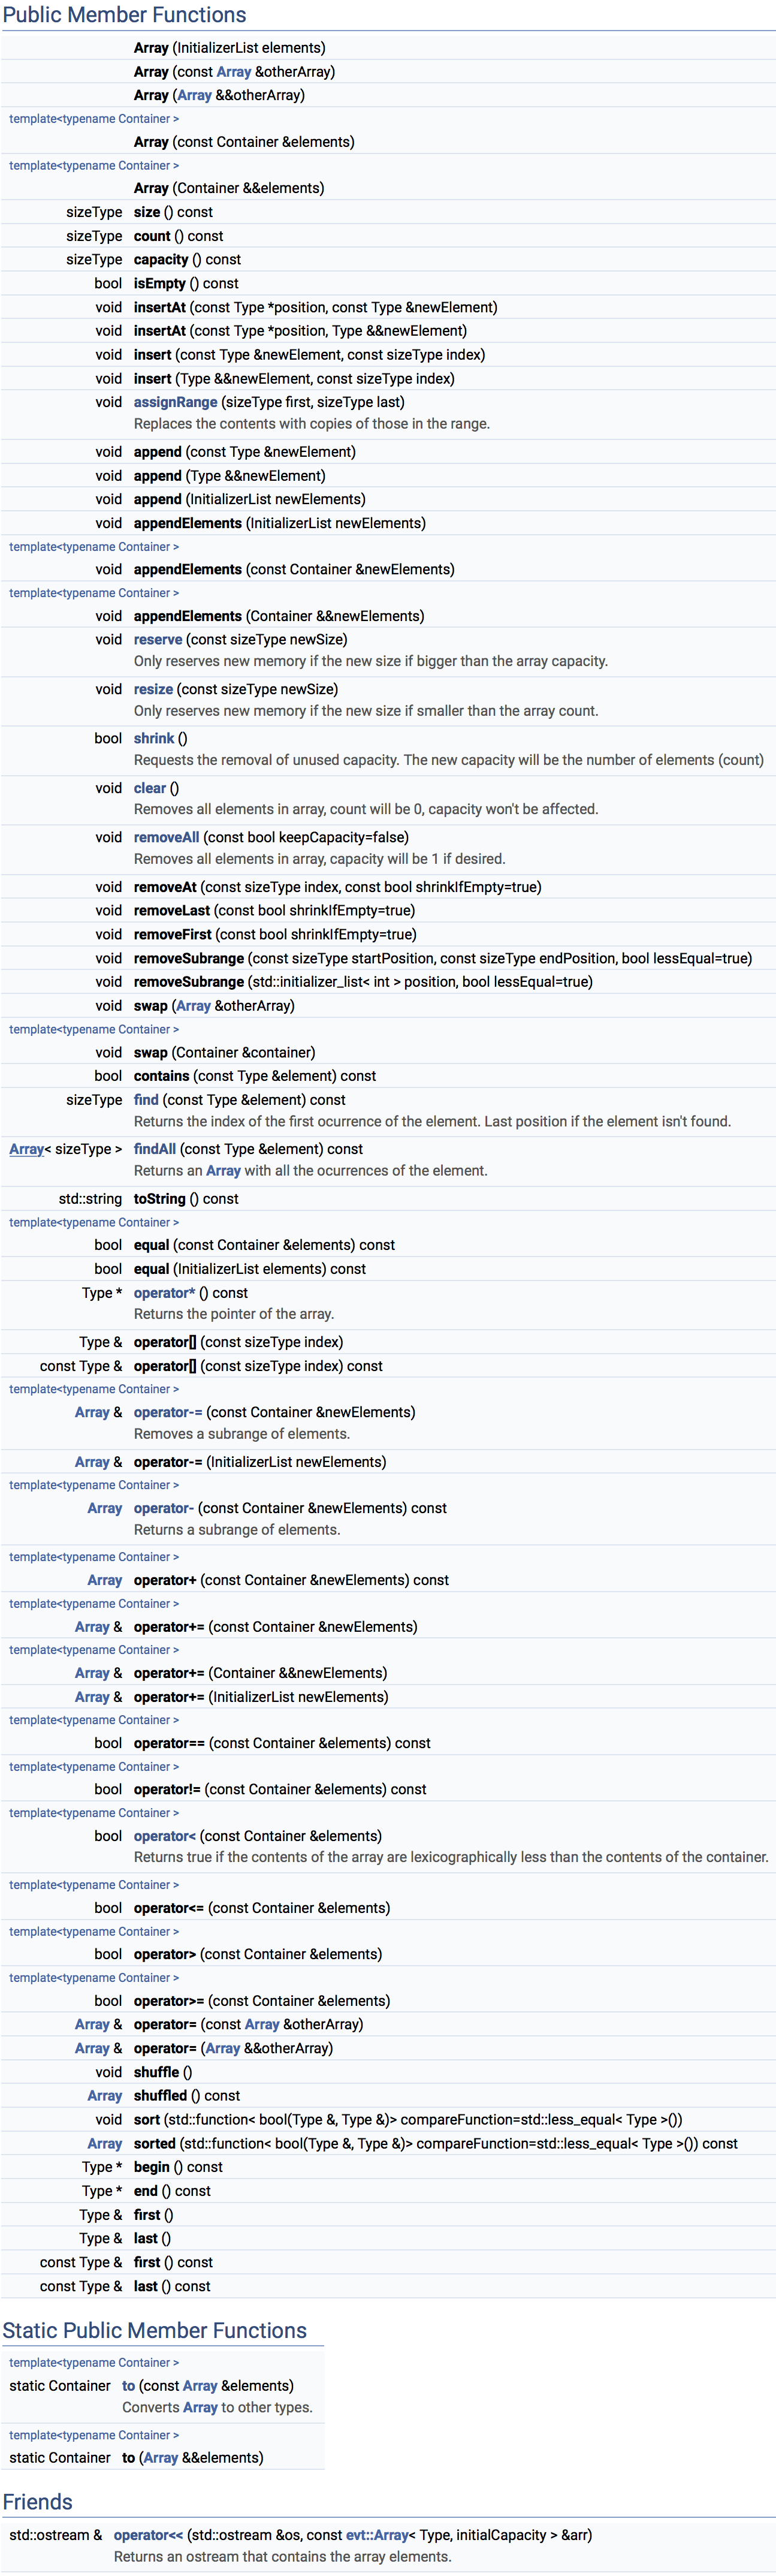 Public Member Functions
Array (InitializerList elements)
Array (const Array &otherArray)
Array (Array &&otherArray)
template<typename Container >
Array (const Container &elements)
template<typename Container >
Array (Container &&elements)
sizeType size () const
sizeType count () const
sizeType capacity () const
bool isEmpty () const
void insertAt (const Type *position, const Type &newElement)
void insertAt (const Type *position, Type &&newElement)
void insert (const Type &newElement, const sizeType index)
void insert (Type &&newElement, const sizeType index)
void assignRange (sizeType first, sizeType last)
Replaces the contents with copies of those in the range.
void append (const Type &newElement)
void append (Type &&newElement)
void append (InitializerList newElements)
void appendElements (InitializerList newElements)
template<typename Container >
void appendElements (const Container &newElements)
template<typename Container >
void appendElements (Container &&newElements)
void reserve (const sizeType newSize)
Only reserves new memory if the new size if bigger than the array capacity.
void resize (const sizeType newSize)
Only reserves new memory if the new size if smaller than the array count.
bool shrink ()
Requests the removal of unused capacity. The new capacity will be the number of elements (count)
void clear ()
Removes all elements in array, count will be 0, capacity won't be affected.
void removeAll (const bool keepCapacity=false)
Removes all elements in array, capacity will be 1 if desired.
void removeAt (const sizeType index, const bool shrinkIfEmpty=true)
void removeLast (const bool shrinkIfEmpty=true)
void removeFirst (const bool shrinkIfEmpty=true)
void removeSubrange (const sizeType startPosition, const sizeType endPosition, bool lessEqual=true)
void removeSubrange (std::initializer_list< int > position, bool lessEqual=true)
void swap (Array &otherArray)
template<typename Container >
void swap (Container &container)
bool contains (const Type &element) const
sizeType find (const Type &element) const
Returns the index of the first ocurrence of the element. Last position if the element isn't found.
Array< sizeType > findAll (const Type &element) const
Returns an Array with all the ocurrences of the element.
std::string toString () const
template<typename Container >
bool equal (const Container &elements) const
bool equal (InitializerList elements) const
Type * operator* () const
Returns the pointer of the array.
Type & operator[] (const sizeType index)
const Type & operator[] (const sizeType index) const
template<typename Container >
Array & operator-= (const Container &newElements)
Removes a subrange of elements.
Array & operator-= (InitializerList newElements)
template<typename Container >
Array operator- (const Container &newElements) const
Returns a subrange of elements.
template<typename Container >
Array operator+ (const Container &newElements) const
template<typename Container >
Array & operator+= (const Container &newElements)
template<typename Container >
Array & operator+= (Container &&newElements)
Array & operator+= (InitializerList newElements)
template<typename Container >
bool operator== (const Container &elements) const
template<typename Container >
bool operator!= (const Container &elements) const
template<typename Container >
bool operator< (const Container &elements)
Returns true if the contents of the array are lexicographically less than the contents of the container.
template<typename Container >
bool operator<= (const Container &elements)
template<typename Container >
bool operator> (const Container &elements)
template<typename Container >
bool operator>= (const Container &elements)
Array & operator= (const Array &otherArray)
Array & operator= (Array &&otherArray)
void shuffle ()
Array shuffled () const
void sort (std::function< bool(Type &, Type &)> compareFunction=std::less_equal< Type >())
Array sorted (std::function< bool(Type &, Type &)> compareFunction=std::less_equal< Type >()) const
Type * begin () const
Type * end () const
Type & first ()
Type & last ()
const Type & first () const
const Type & last () const
Static Public Member Functions
template<typename Container >
static Container to (const Array &elements)
Converts Array to other types.
template<typename Container >
static Container to (Array &&elements)
Friends
std::ostream & operator<< (std::ostream &os, const evt::Array< Type, initialCapacity > &arr)
Returns an ostream that contains the array elements.